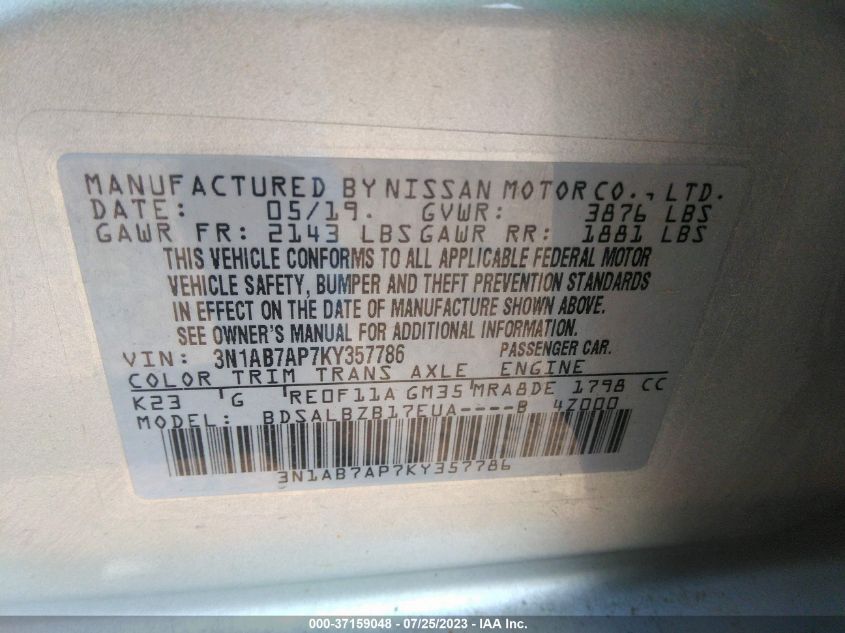 MANUFACTURED BY NISSAN MOTOR CO., LTD.
DATE: 05/19. GVWR: 3876 LBS
GAWR FR: 2143 LBS GAWR RR: 1881 LBS
THIS VEHICLE CONFORMS TO ALL APPLICABLE FEDERAL MOTOR
VEHICLE SAFETY, BUMPER AND THEFT PREVENTION STANDARDS
IN EFFECT ON THE DATE OF MANUFACTURE SHOWN ABOVE.
SEE OWNER'S MANUAL FOR ADDITIONAL INFORMATION.
VIN: 3N1AB7AP7KY357786 PASSENGER CAR.
COLOR TRIM TRANS AXLE ENGINE
K23 G RE0F11A GM35 MRA8DE 1798 CC
MODEL: BDSALBZB17EUA----B 47000
3N1AB7AP7KY357786
000-37159048 - 07/25/2023 - IAA Inc.